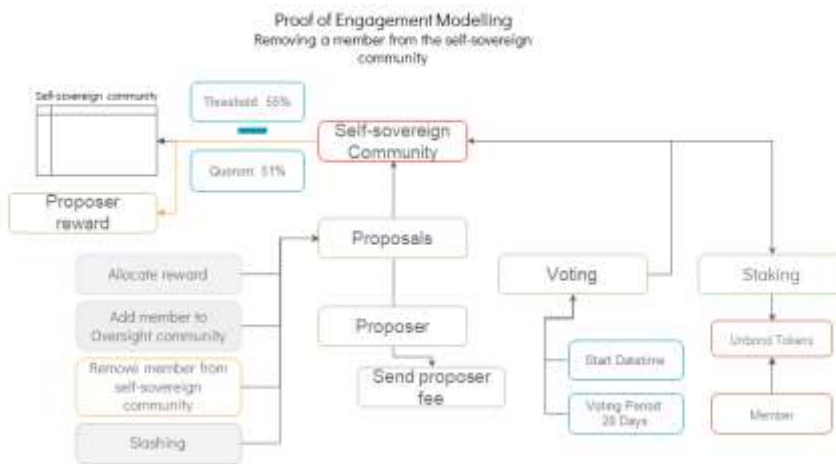 Proof of Engagement Modelling
Removing a member from the self-sovereign
community
Self-sovereign community
Threshold: 55%
Self-sovereign
Community
Quorum: 51%
Proposer
reward
Proposals
Allocate reward
Voting
Staking
Add member to
Oversight community
Proposer
Unbond Tokens
Remove member from
self-sovereign
community
Start Datetime
Send proposer
fee
Voting Period:
28 Days
Member
Slashing